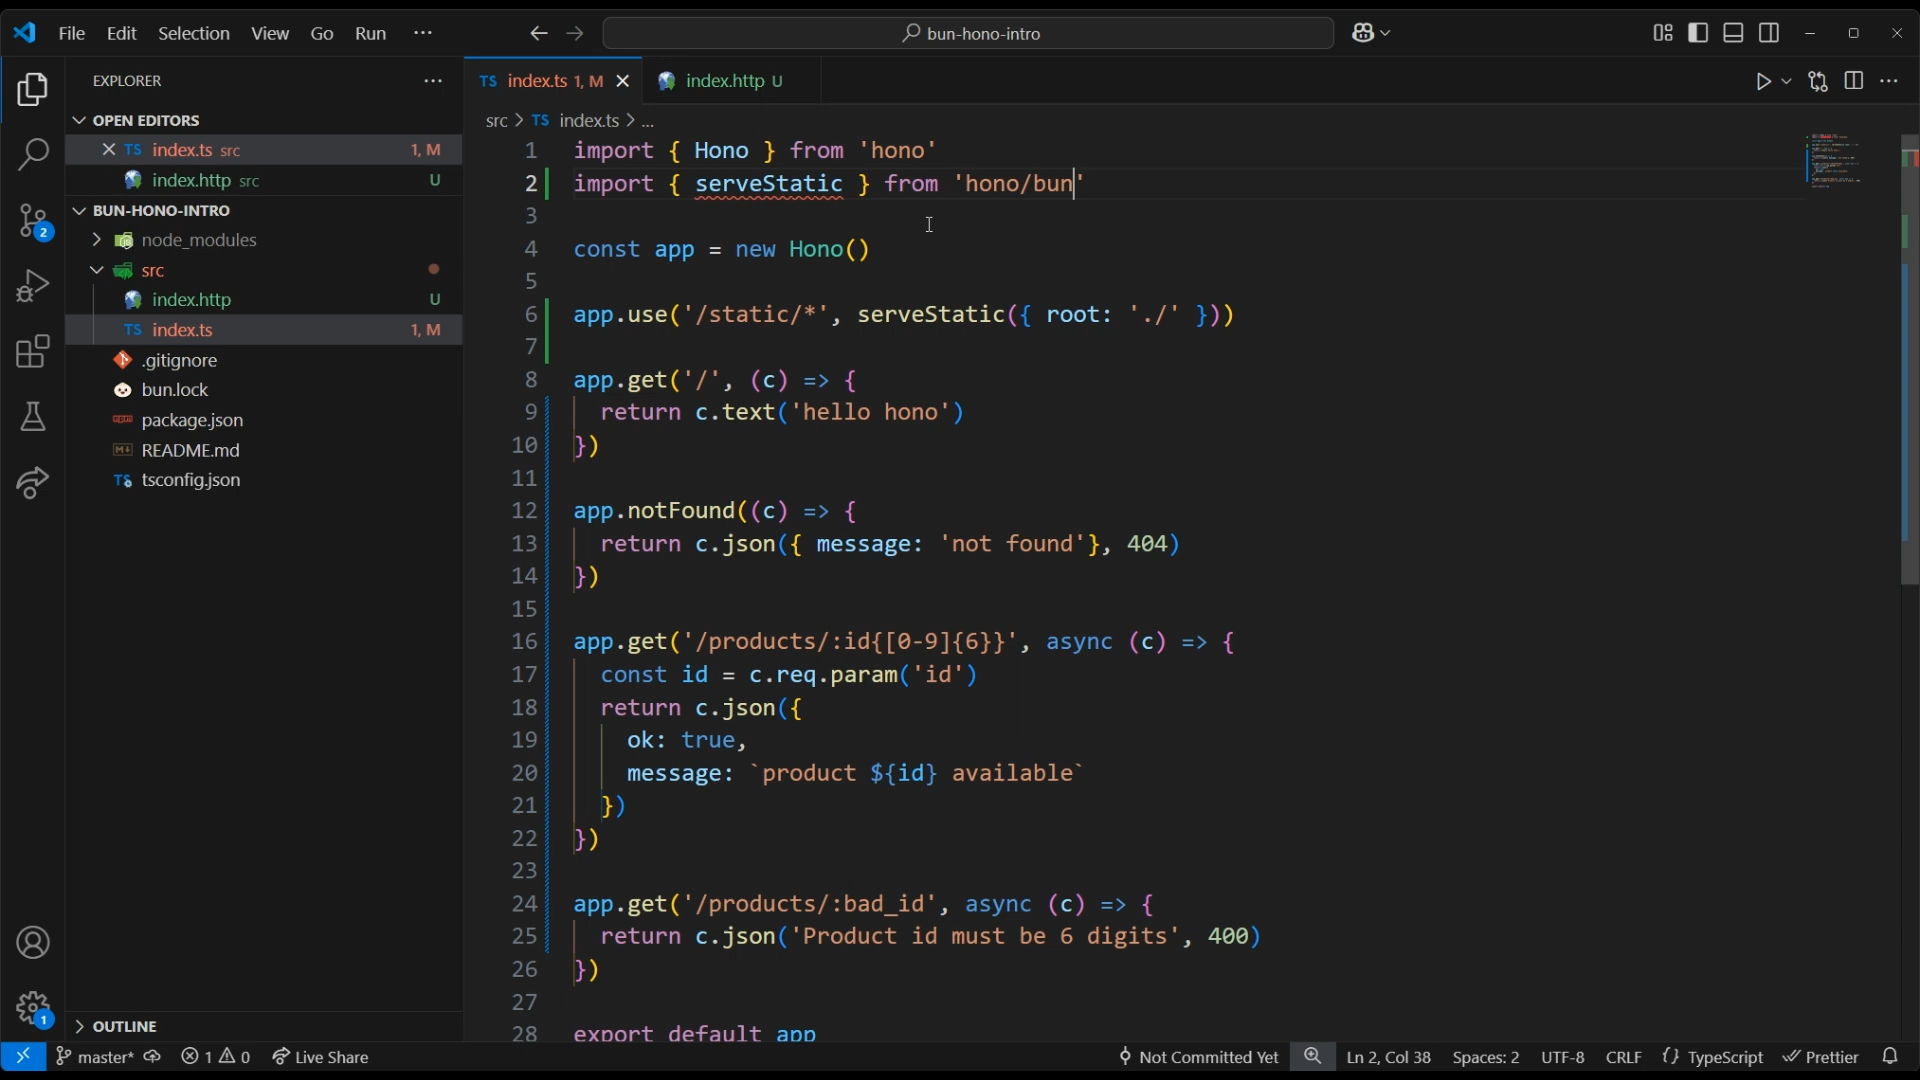 File Edit Selection View Go Run ···
bun-hono-intro
EXPLORER ···
OPEN EDITORS
TS index.ts src 1, M
index.http src U
BUN-HONO-INTRO
node_modules
src
index.http U
TS index.ts 1, M
.gitignore
bun.lock
package.json
README.md
TS tsconfig.json
OUTLINE
TS index.ts 1, M
index.http U
src > TS index.ts > ...
1 import { Hono } from 'hono'
2 import { serveStatic } from 'hono/bun'
3
4 const app = new Hono()
5
6 app.use('/static/*', serveStatic({ root: './' }))
7
8 app.get('/', (c) => {
9 return c.text('hello hono')
10 })
11
12 app.notFound((c) => {
13 return c.json({ message: 'not found'}, 404)
14 })
15
16 app.get('/products/:id{[0-9]{6}}', async (c) => {
17 const id = c.req.param('id')
18 return c.json({
19 ok: true,
20 message: `product ${id} available`
21 })
22 })
23
24 app.get('/products/:bad_id', async (c) => {
25 return c.json('Product id must be 6 digits', 400)
26 })
27
28 export default app
2
1
master* 1 0 Live Share Not Committed Yet Ln 2, Col 38 Spaces: 2 UTF-8 CRLF {} TypeScript Prettier